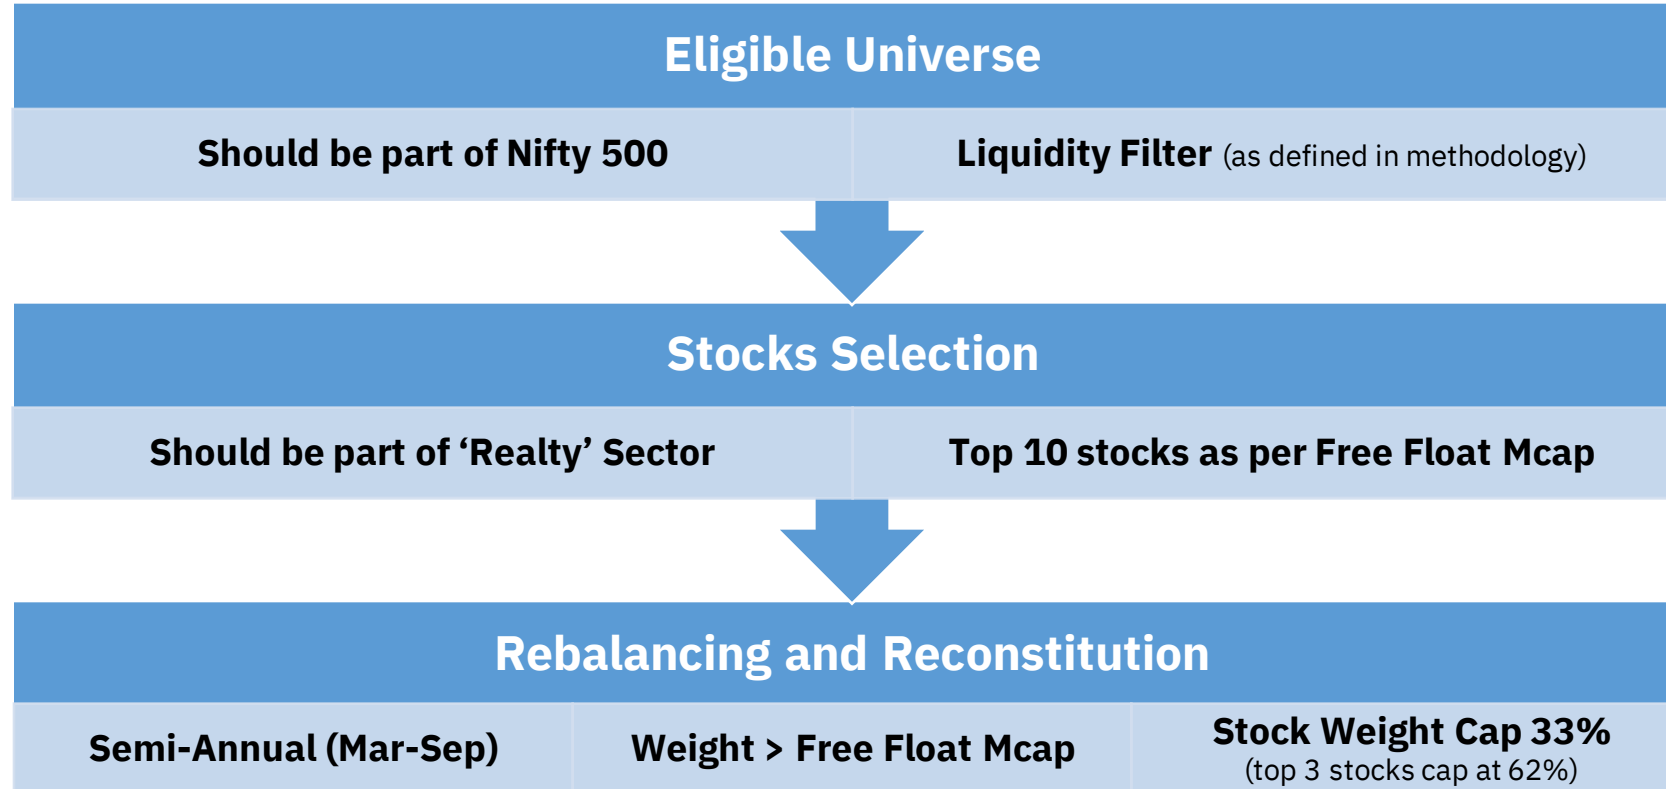 Eligible Universe
Should be part of Nifty 500
Liquidity Filter (as defined in methodology)
Stocks Selection
Should be part of ‘Realty’ Sector
Top 10 stocks as per Free Float Mcap
Rebalancing and Reconstitution
Semi-Annual (Mar-Sep)
Weight > Free Float Mcap
Stock Weight Cap 33%
(top 3 stocks cap at 62%)